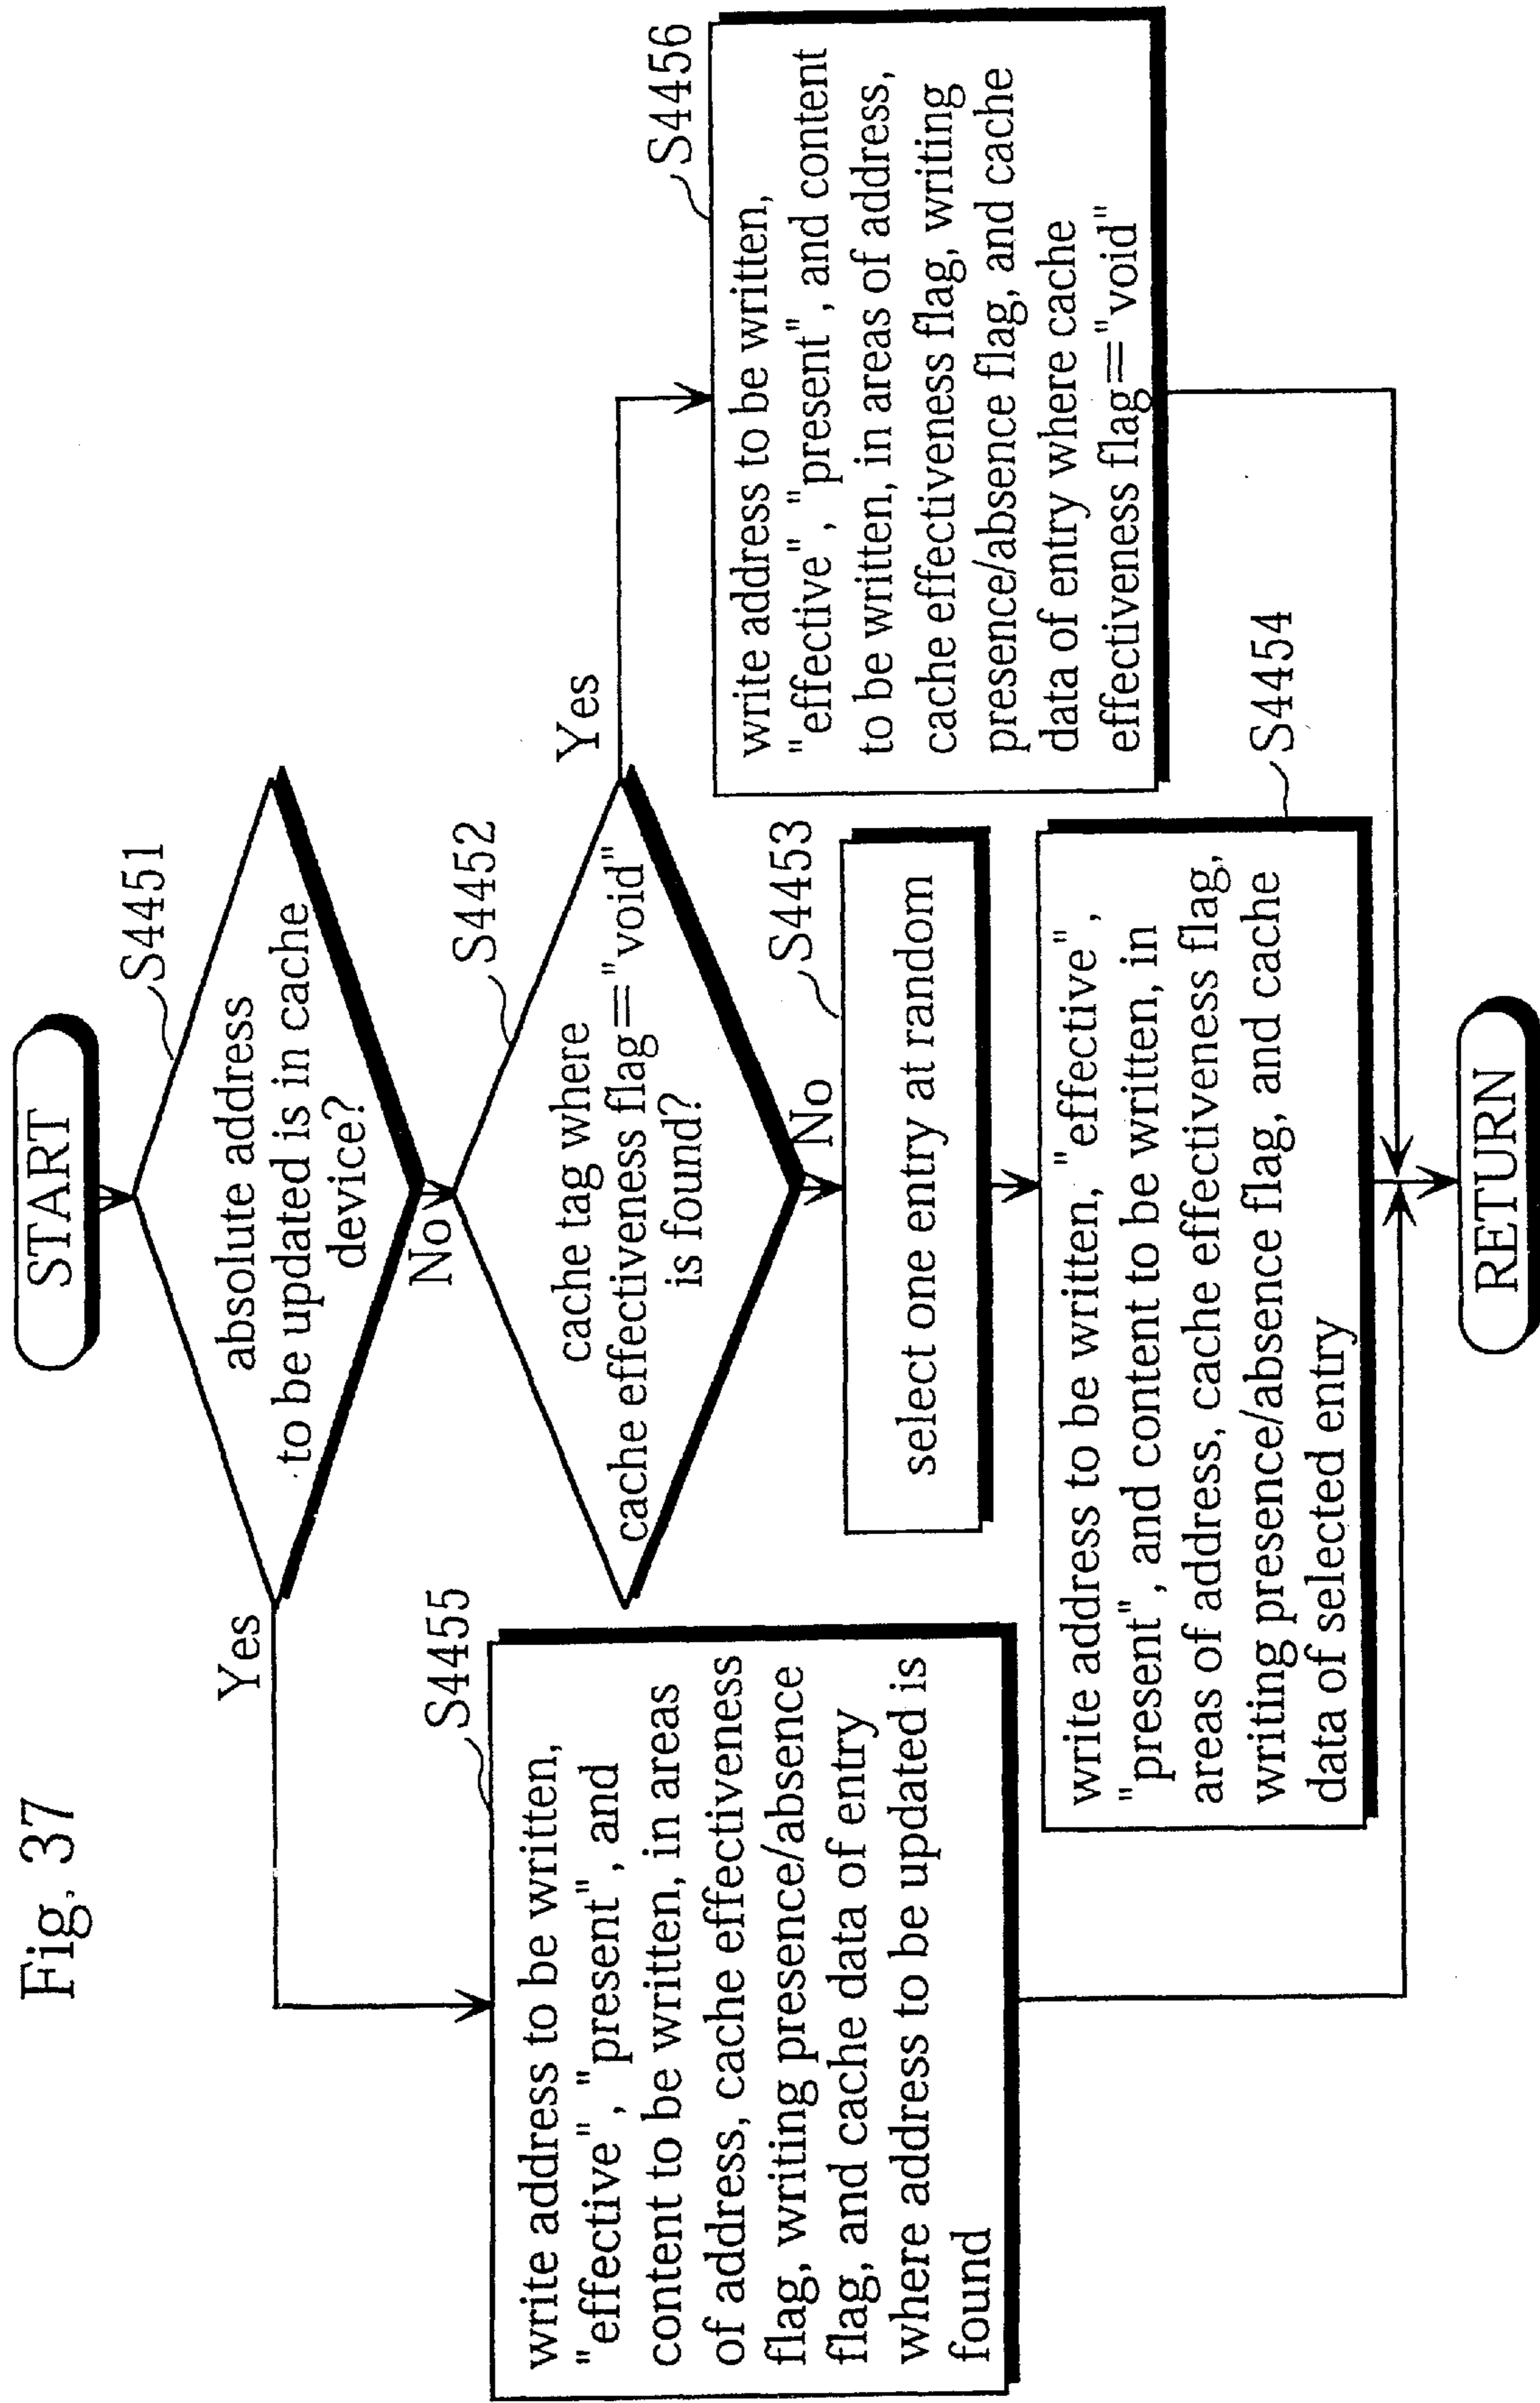 Fig. 37
START
S4451
absolute address
to be updated is in cache
device?
Yes
No
S4452
cache tag where
cache effectiveness flag="void"
is found?
Yes
No
S4455
write address to be written,
"effective", "present", and
content to be written, in areas
of address, cache effectiveness
flag, writing presence/absence
flag, and cache data of entry
where address to be updated is
found
S4453
select one entry at random
S4456
write address to be written,
"effective", "present", and content
to be written, in areas of address,
cache effectiveness flag, writing
presence/absence flag, and cache
data of entry where cache
effectiveness flag="void"
S4454
write address to be written, "effective",
"present", and content to be written, in
areas of address, cache effectiveness flag,
writing presence/absence flag, and cache
data of selected entry
RETURN